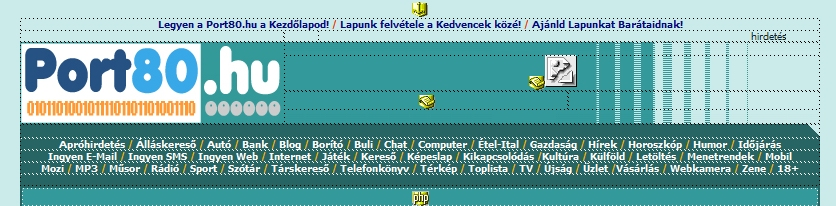 Legyen a Port80.hu a Kezdőlapod! / Lapunk felvétele a Kedvencek közé! / Ajánld Lapunkat Barátaidnak!
hirdetés
Port80.hu
0101101001011110110110100111​0
Apróhirdetés / Álláskereső / Autó / Bank / Blog / Borító / Buli / Chat / Computer / Étel-Ital / Gazdaság / Hírek / Horoszkóp / Humor / Időjárás
Ingyen E-Mail / Ingyen SMS / Ingyen Web / Internet / Játék / Kereső / Képeslap / Kikapcsolódás /Kultúra / Külföld / Letöltés / Menetrendek / Mobil
Mozi / MP3 / Műsor / Rádió / Sport / Szótár / Társkereső / Telefonkönyv / Térkép / Toplista / TV / Újság / Üzlet /Vásárlás / Webkamera / Zene / 18+
php